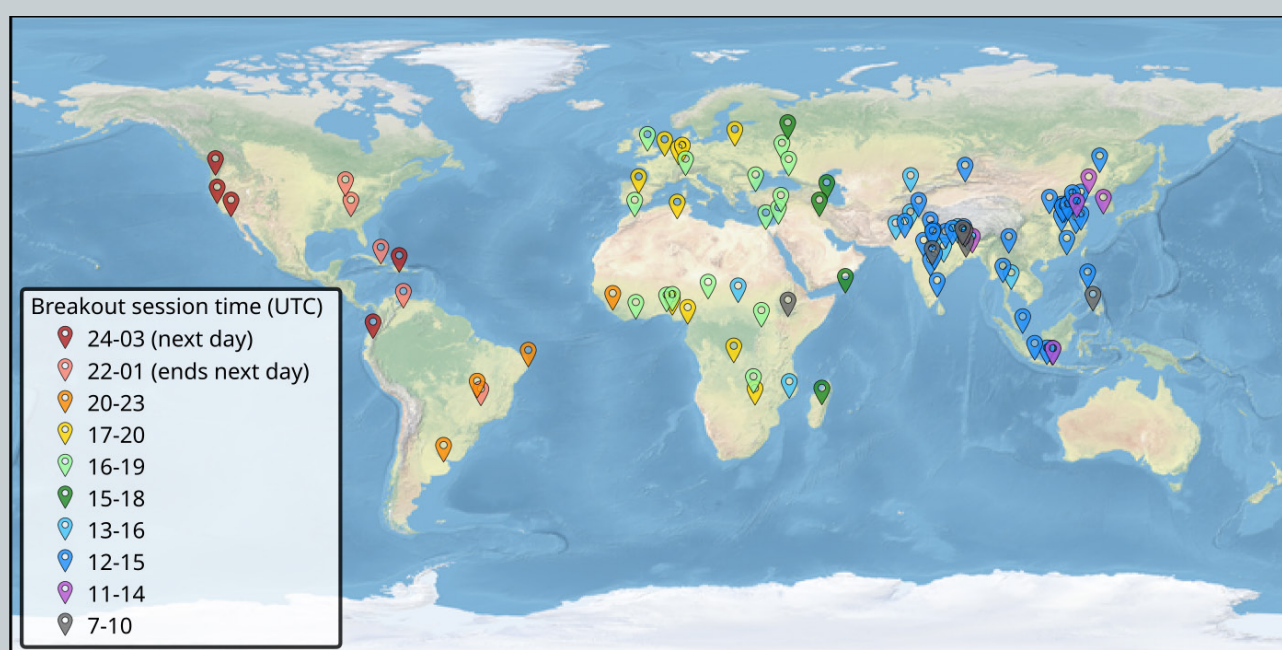 Breakout session time (UTC)
24-03 (next day)
22-01 (ends next day)
20-23
17-20
16-19
15-18
13-16
12-15
11-14
7-10